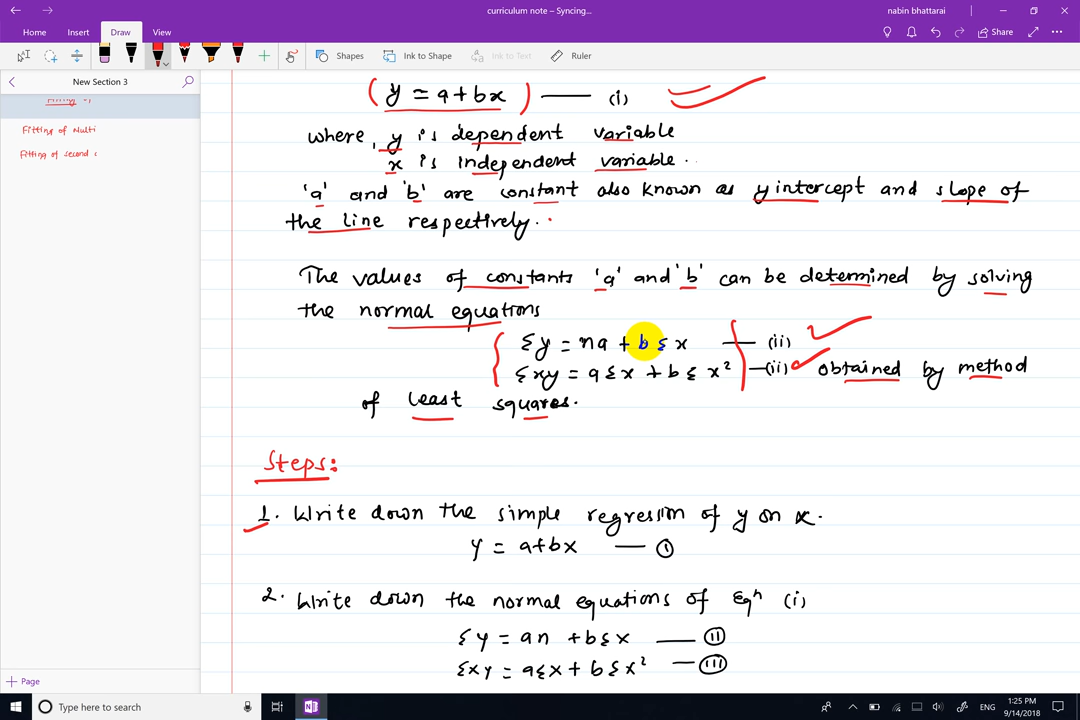 curriculum note - Syncing...
nabin bhattarai
Home Insert Draw View
Share
Shapes Ink to Shape Ink to Text Ruler
New Section 3
Fitting of Multi
Fitting of second
Page
(y = a+bx) —— (i)
where, y is dependent variable
x is independent variable.
'a' and 'b' are constant also known as y intercept and slope of
the line respectively.
The values of constants 'a' and 'b' can be determined by solving
the normal equations
Σy = na + bΣx —— (ii)
Σxy = aΣx + bΣx² —(ii) obtained by method
of least squares.
Steps:
1. Write down the simple regression of y on x.
y = a+bx —— ①
2. Write down the normal equations of Eqⁿ (i)
Σy = an + bΣx —— ⑪
Σxy = aΣx + bΣx² — (III)
Type here to search
ENG
1:25 PM
9/14/2018